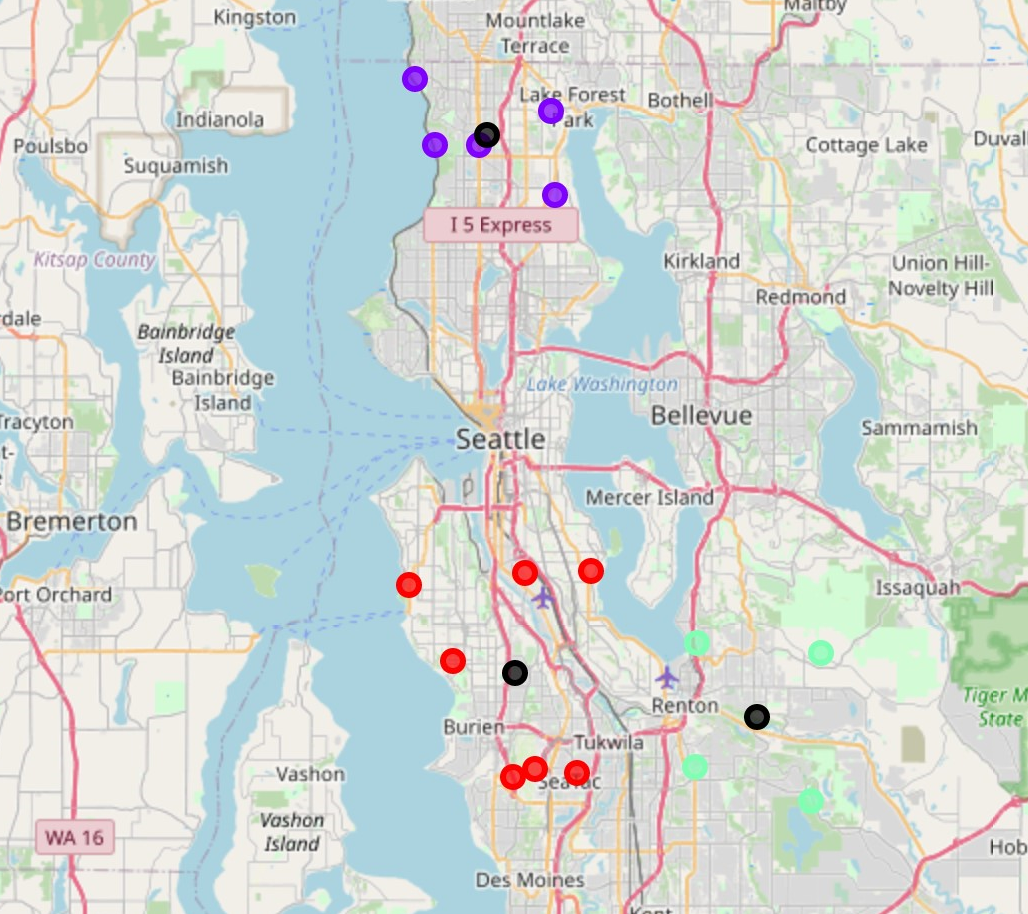 Kingston
Mountlake
Terrace
Maltby
Lake Forest
Park
Bothell
Indianola
Poulsbo
Cottage Lake
Duval
Suquamish
I 5 Express
Kitsap County
Kirkland
Union Hill-
Novelty Hill
Redmond
rdale
Bainbridge
Island
Bainbridge
Island
Lake Washington
Bellevue
Tracyton
Seattle
Sammamish
t-
Mercer Island
Bremerton
Issaquah
Port Orchard
Tiger M
State
Renton
Burien
Tukwila
Vashon
SeaTac
Vashon
Island
WA 16
Hob
Des Moines
Kent